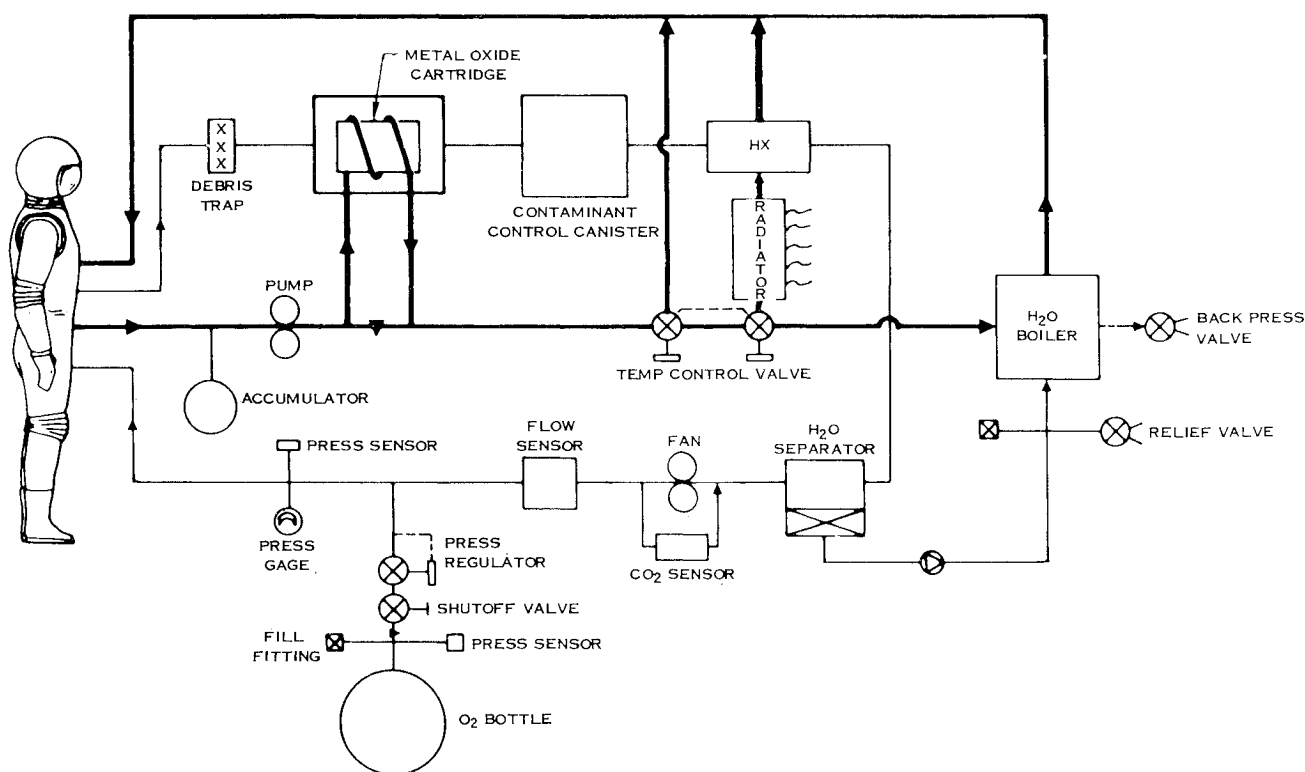 METAL OXIDE
CARTRIDGE
X
X
X
DEBRIS
TRAP
CONTAMINANT
CONTROL CANISTER
HX
RADIATOR
PUMP
ACCUMULATOR
TEMP CONTROL VALVE
H₂O
BOILER
BACK PRESS
VALVE
RELIEF VALVE
PRESS SENSOR
FLOW
SENSOR
FAN
H₂O
SEPARATOR
PRESS
GAGE
PRESS
REGULATOR
CO₂ SENSOR
SHUTOFF VALVE
FILL
FITTING
PRESS SENSOR
O₂ BOTTLE